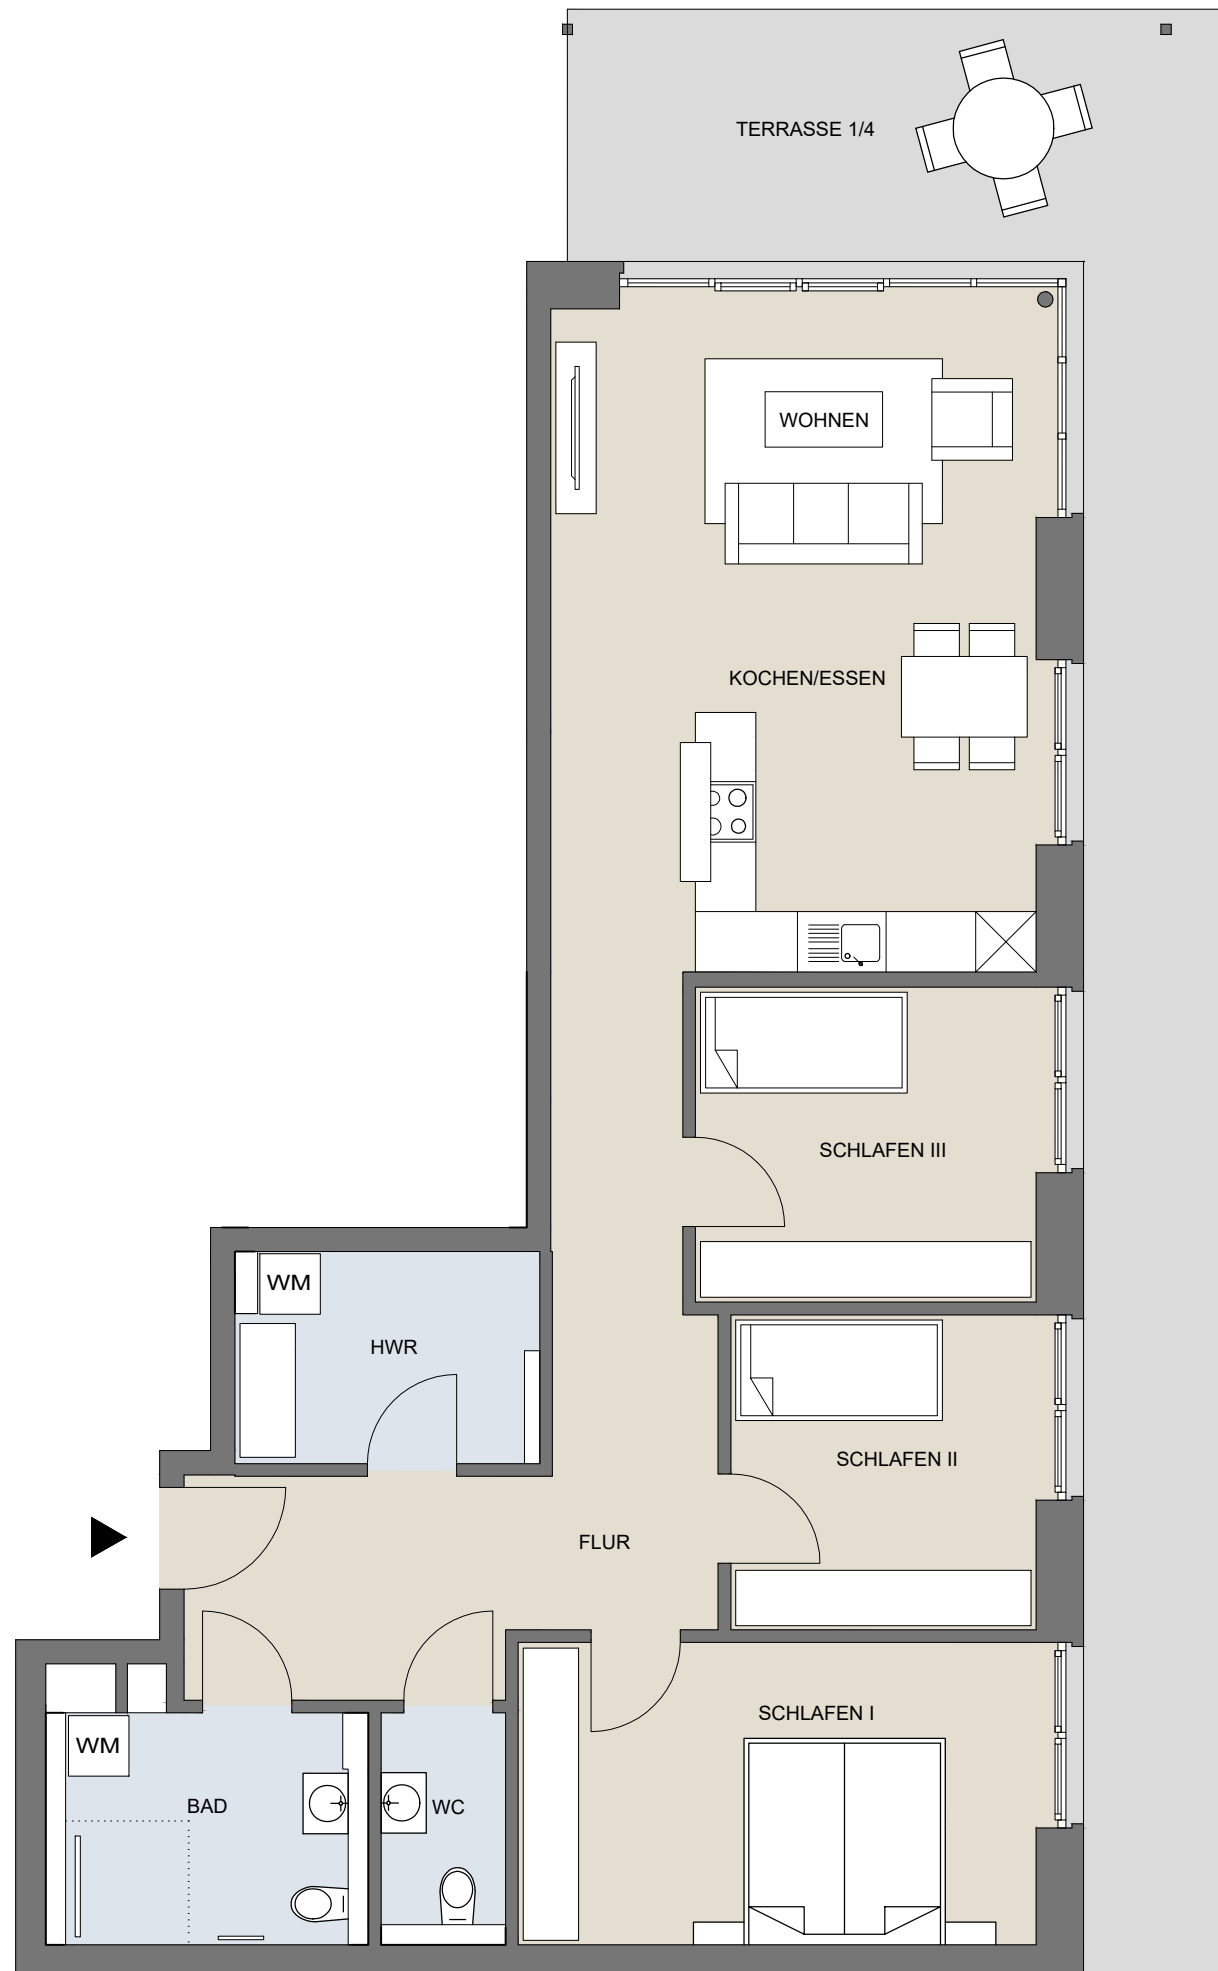 TERRASSE 1/4
WOHNEN
KOCHEN/ESSEN
SCHLAFEN III
WM
HWR
SCHLAFEN II
FLUR
SCHLAFEN I
WM
BAD
WC